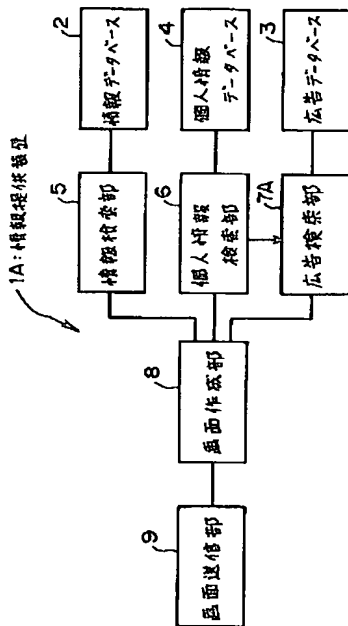 1A:情報提供装置
2
情報データベース
4
個人情報
データベース
3
広告データベース
5
情報検索部
6
個人情報
検索部
7A
広告検索部
8
画面作成部
9
画面送信部